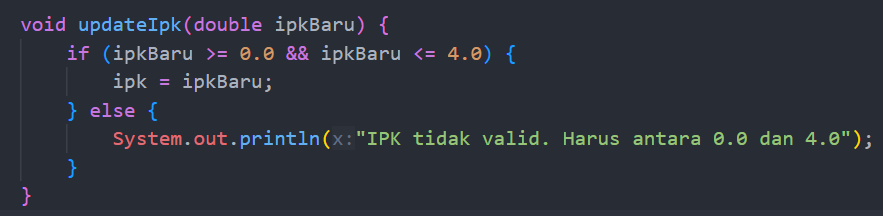 void updateIpk(double ipkBaru) {
    if (ipkBaru >= 0.0 && ipkBaru <= 4.0) {
        ipk = ipkBaru;
    } else {
        System.out.println(x:"IPK tidak valid. Harus antara 0.0 dan 4.0");
    }
}